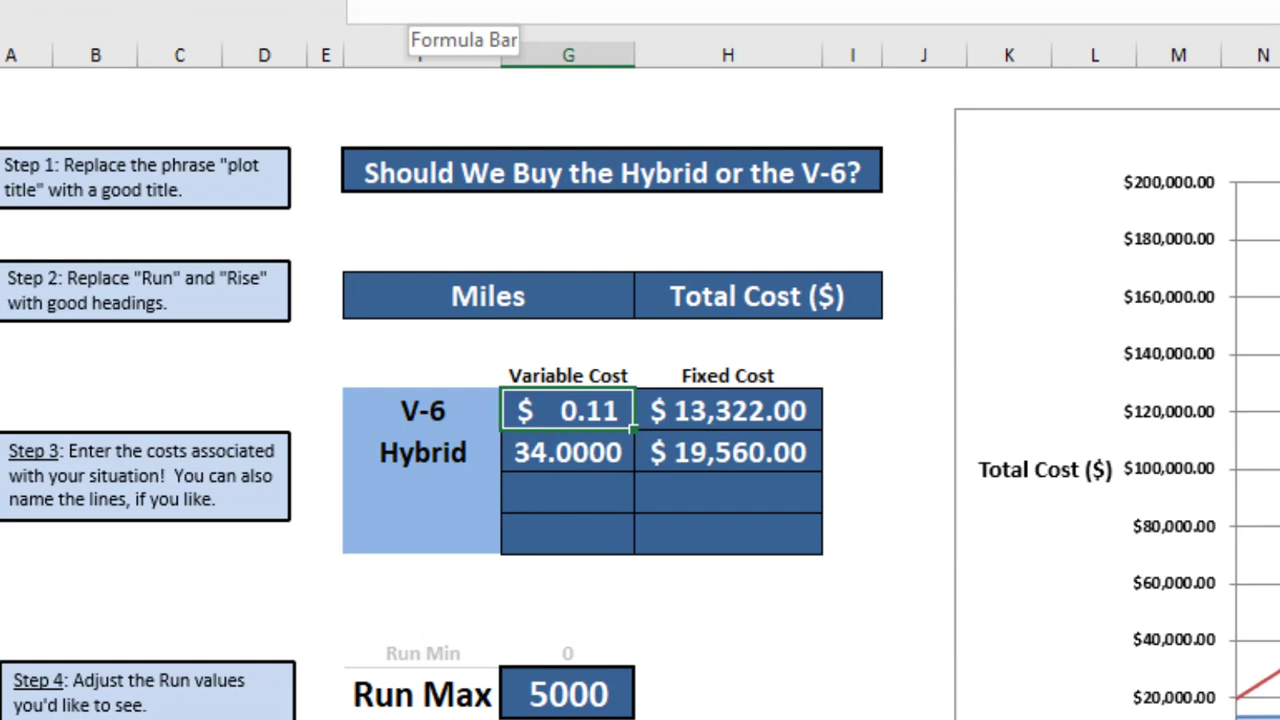 Formula Bar
A B C D E G H I J K L M N
Step 1: Replace the phrase "plot
title" with a good title.
Should We Buy the Hybrid or the V-6?
Step 2: Replace "Run" and "Rise"
with good headings.
Miles Total Cost ($)
Variable Cost Fixed Cost
V-6 $ 0.11 $ 13,322.00
Hybrid 34.0000 $ 19,560.00
Step 3: Enter the costs associated
with your situation! You can also
name the lines, if you like.
Run Min 0
Run Max 5000
Step 4: Adjust the Run values
you'd like to see.
Total Cost ($)
$200,000.00
$180,000.00
$160,000.00
$140,000.00
$120,000.00
$100,000.00
$80,000.00
$60,000.00
$40,000.00
$20,000.00